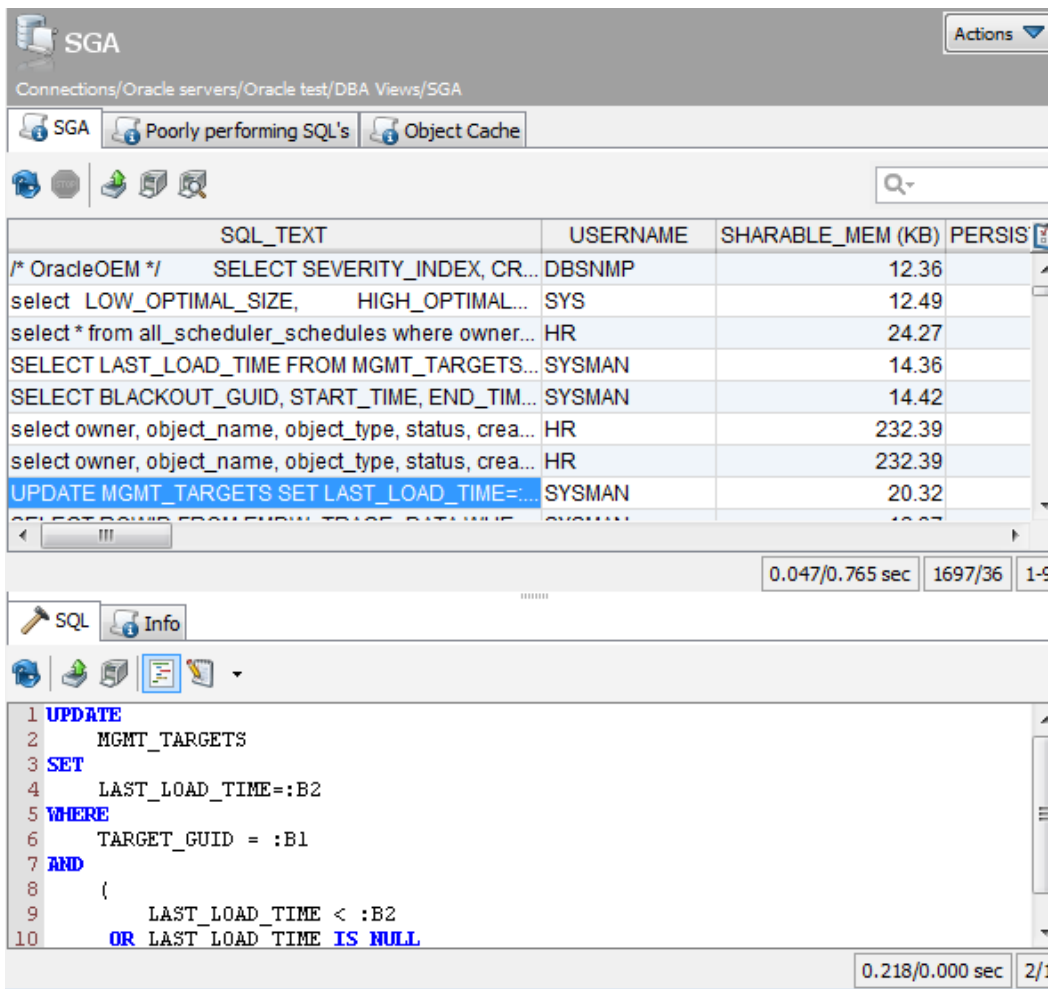 SGA
Actions
Connections/Oracle servers/Oracle test/DBA Views/SGA
SGA Poorly performing SQL's Object Cache
STOP
SQL_TEXT USERNAME SHARABLE_MEM (KB) PERSIS
/* OracleOEM */ SELECT SEVERITY_INDEX, CR... DBSNMP 12.36
select LOW_OPTIMAL_SIZE, HIGH_OPTIMAL... SYS 12.49
select * from all_scheduler_schedules where owner... HR 24.27
SELECT LAST_LOAD_TIME FROM MGMT_TARGETS... SYSMAN 14.36
SELECT BLACKOUT_GUID, START_TIME, END_TIM... SYSMAN 14.42
select owner, object_name, object_type, status, crea... HR 232.39
select owner, object_name, object_type, status, crea... HR 232.39
UPDATE MGMT_TARGETS SET LAST_LOAD_TIME=:... SYSMAN 20.32
0.047/0.765 sec 1697/36 1-9
SQL Info
1 UPDATE
2 MGMT_TARGETS
3 SET
4 LAST_LOAD_TIME=:B2
5 WHERE
6 TARGET_GUID = :B1
7 AND
8 (
9 LAST_LOAD_TIME < :B2
10 OR LAST_LOAD_TIME IS NULL
0.218/0.000 sec 2/1